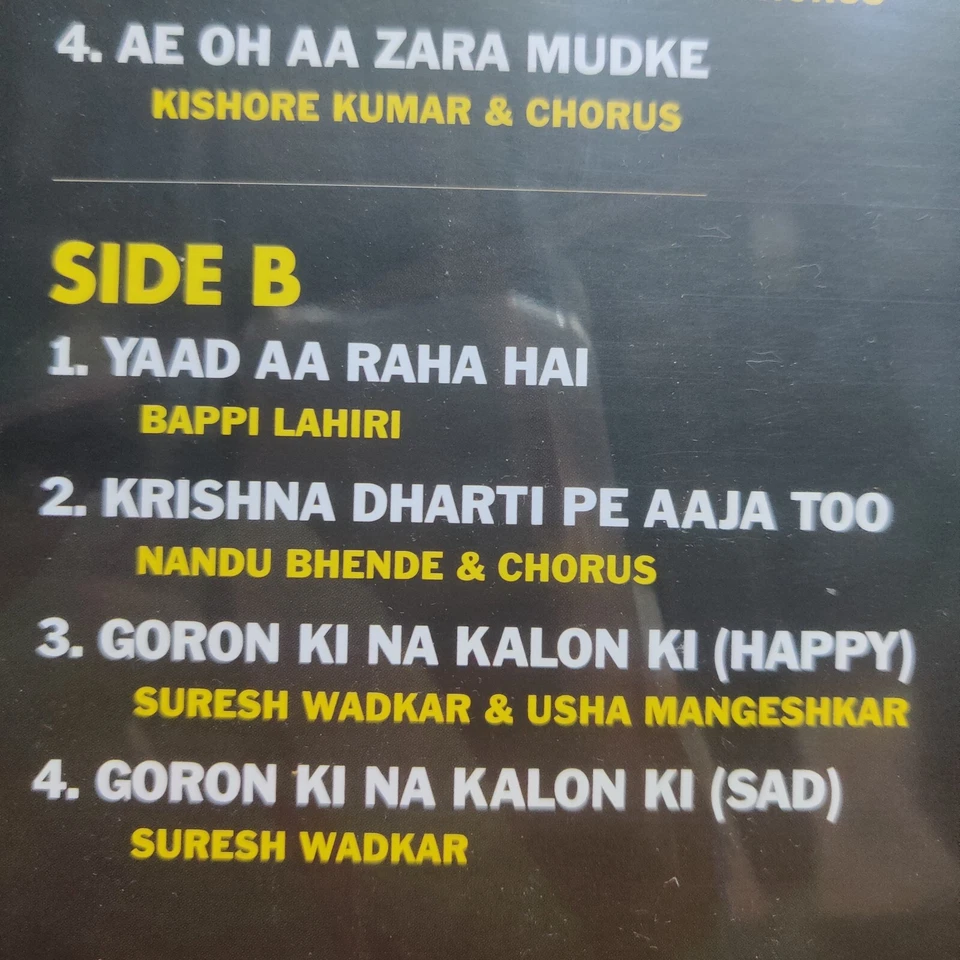 4. AE OH AA ZARA MUDKE
KISHORE KUMAR & CHORUS
SIDE B
1. YAAD AA RAHA HAI
BAPPI LAHIRI
2. KRISHNA DHARTI PE AAJA TOO
NANDU BHENDE & CHORUS
3. GORON KI NA KALON KI (HAPPY)
SURESH WADKAR & USHA MANGESHKAR
4. GORON KI NA KALON KI (SAD)
SURESH WADKAR